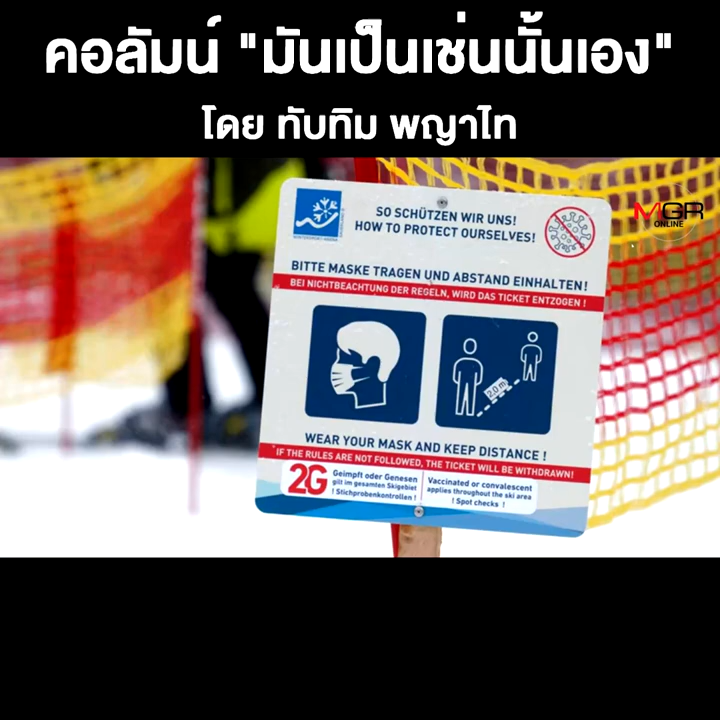 คอลัมน์ "มันเป็นเช่นนั้นเอง"
โดย ทับทิม พญาไท
MGR
ONLINE
SO SCHÜTZEN WIR UNS!
HOW TO PROTECT OURSELVES!
BITTE MASKE TRAGEN UND ABSTAND EINHALTEN!
BEI NICHTBEACHTUNG DER REGELN, WIRD DAS TICKET ENTZOGEN !
2.0 m
WEAR YOUR MASK AND KEEP DISTANCE !
IF THE RULES ARE NOT FOLLOWED, THE TICKET WILL BE WITHDRAWN!
2G
Geimpft oder Genesen
gilt im gesamten Skigebiet
! Stichprobenkontrollen !
Vaccinated or convalescent
applies throughout the ski area
! Spot checks !